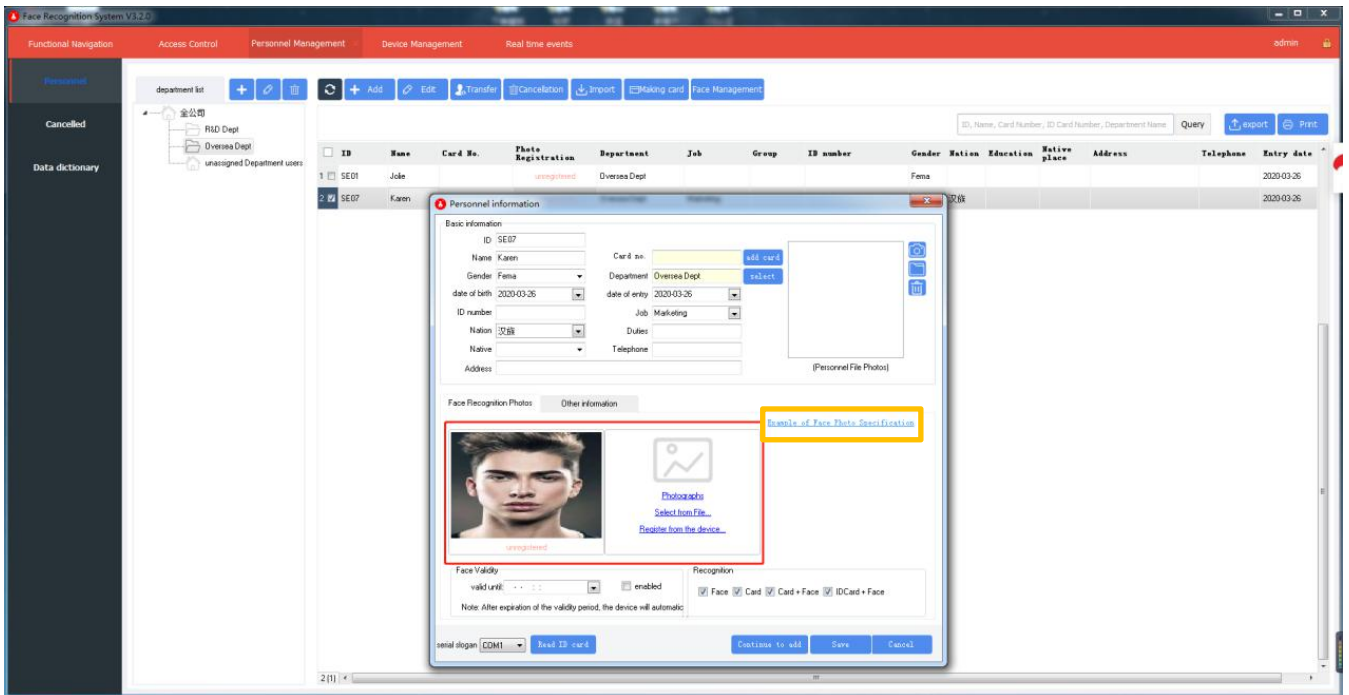 Face Recognition System V3.2.0
Functional Navigation Access Control Personnel Management Device Management Real time events admin
Personnel
Cancelled
Data dictionary
department list
全公司
R&D Dept
Oversea Dept
unassigned Department users
Add Edit Transfer Cancellation Import Making card Face Management
ID, Name, Card Number, ID Card Number, Department Name Query export Print
ID Name Card No. Photo Registration Department Job Group ID number Gender Nation Education Native place Address Telephone Entry date
1 SE01 Jolie unregistered Oversea Dept Fema 2020-03-26
2 SE07 Karen 汉族 2020-03-26
Personnel information
Basic information
ID SE07
Name Karen Card no. add card
Gender Fema Department Oversea Dept select
date of birth 2020-03-26 date of entry 2020-03-26
ID number Job Marketing
Nation 汉族 Duties
Native Telephone
Address (Personnel File Photos)
Face Recognition Photos Other information
Example of Face Photo Specification
Photographs
Select from File...
Register from the device...
unregistered
Face Validity Recognition
valid until: - - : : enabled Face Card Card + Face IDCard + Face
Note: After expiration of the validity period, the device will automatic
serial slogan COM1 Read ID card Continue to add Save Cancel
2 (1)